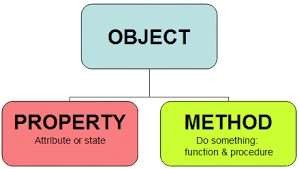 OBJECT
PROPERTY
Attribute or state
METHOD
Do something:
function & procedure